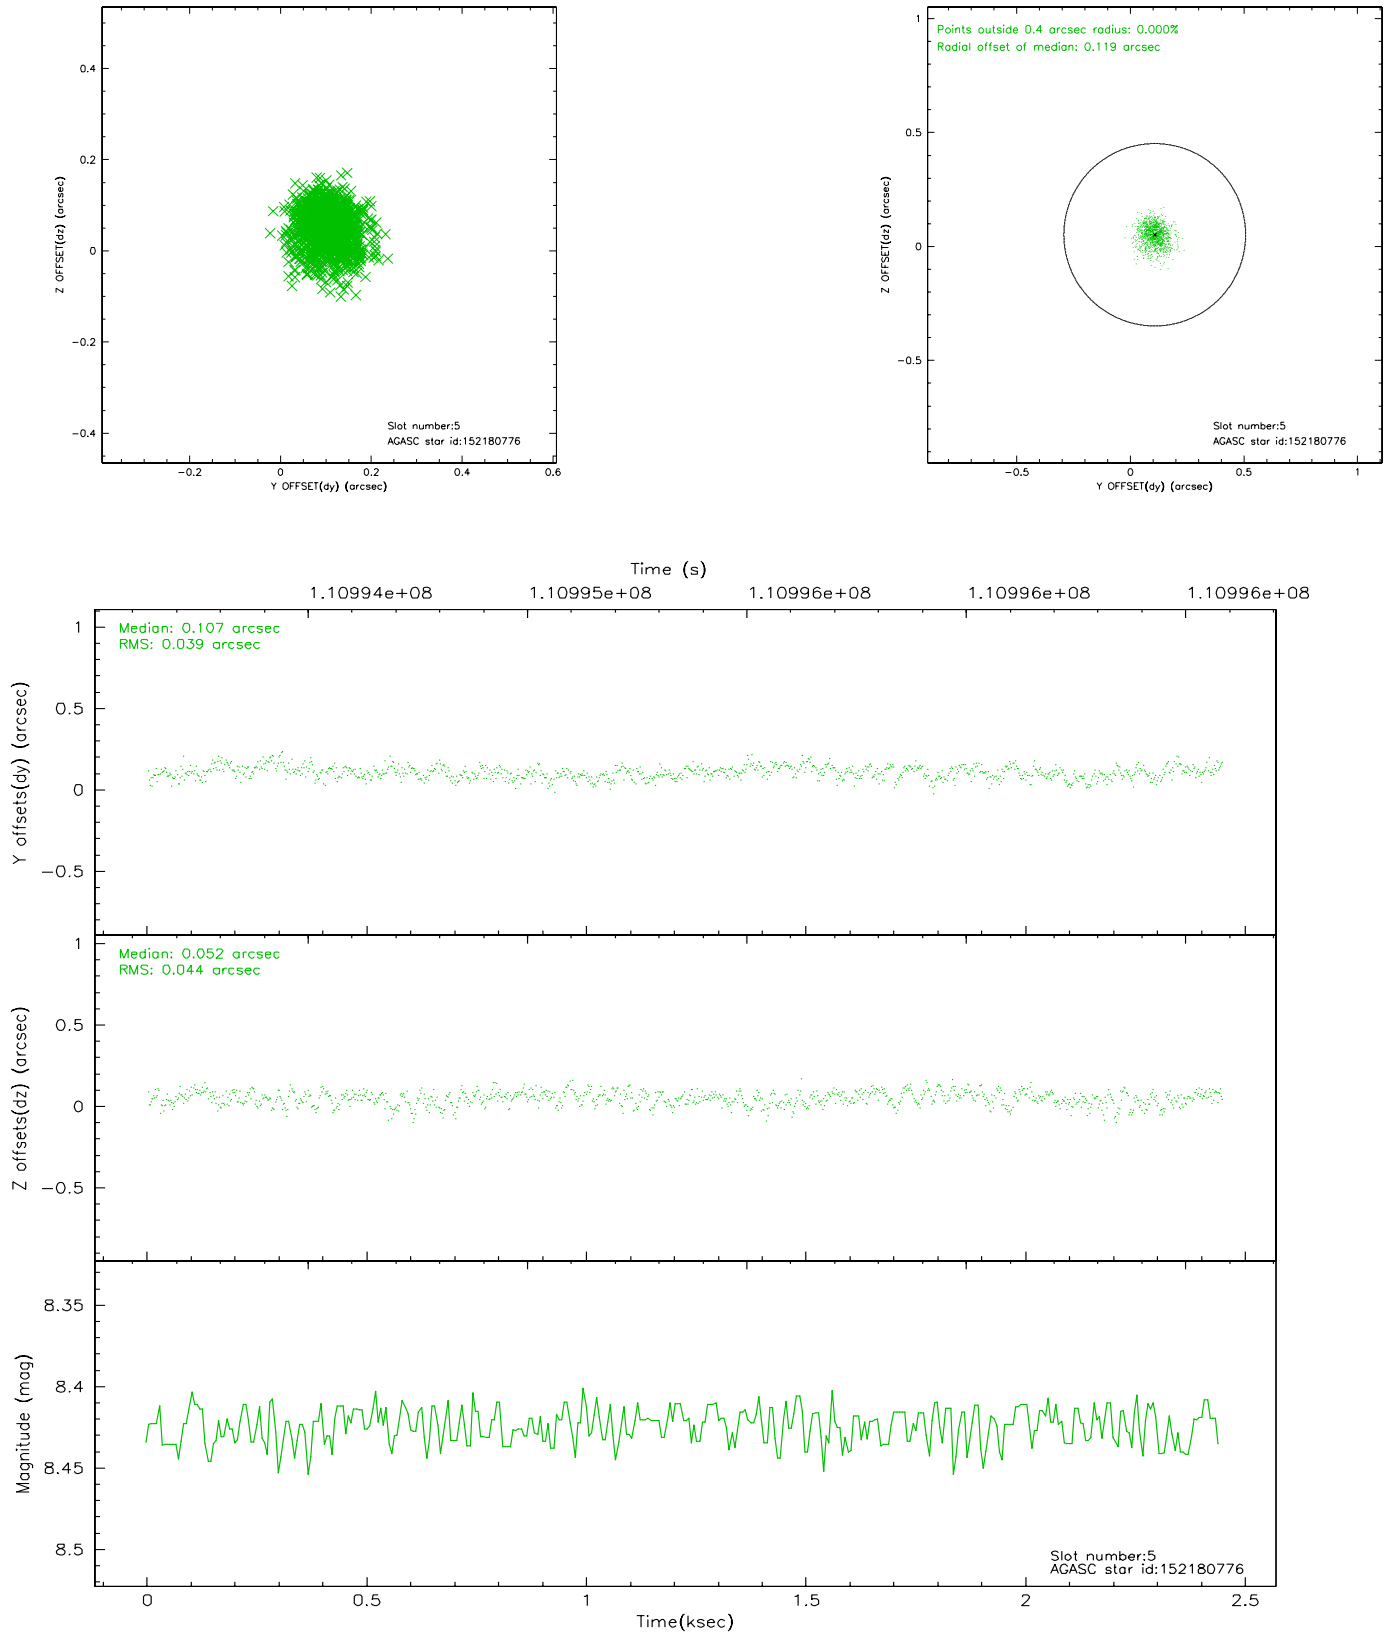 0.4
0.2
0
−0.2
−0.4
Z OFFSET(dz) (arcsec)
Slot number:5
AGASC star id:152180776
−0.2 0 0.2 0.4 0.6
Y OFFSET(dy) (arcsec)
Points outside 0.4 arcsec radius: 0.000%
Radial offset of median: 0.119 arcsec
1
0.5
0
−0.5
Z OFFSET(dz) (arcsec)
Slot number:5
AGASC star id:152180776
−0.5 0 0.5 1
Y OFFSET(dy) (arcsec)
Time (s)
1.10994e+08 1.10995e+08 1.10996e+08 1.10996e+08 1.10996e+08
Median: 0.107 arcsec
RMS: 0.039 arcsec
1
0.5
0
−0.5
Y offsets(dy) (arcsec)
Median: 0.052 arcsec
RMS: 0.044 arcsec
1
0.5
0
−0.5
Z offsets(dz) (arcsec)
8.35
8.4
8.45
8.5
Magnitude (mag)
Slot number:5
AGASC star id:152180776
0 0.5 1 1.5 2 2.5
Time(ksec)